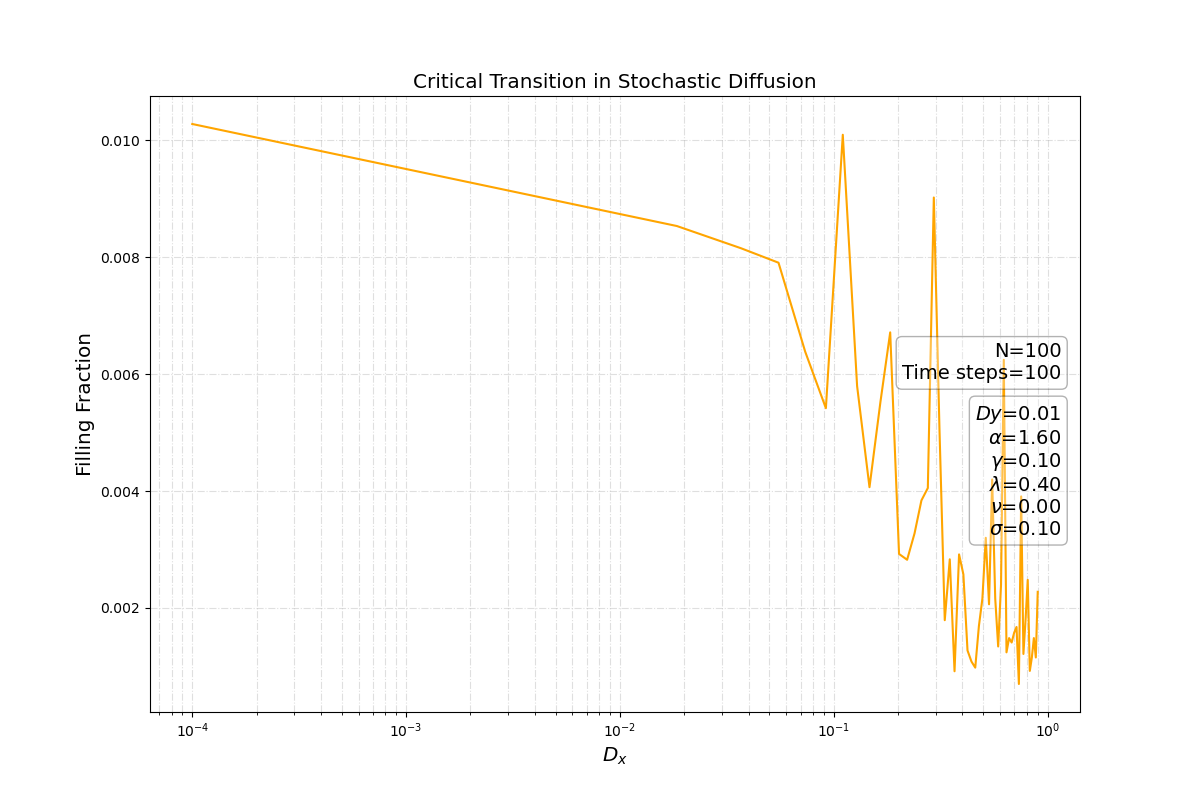 Critical Transition in Stochastic Diffusion
Filling Fraction
0.010
0.008
0.006
0.004
0.002
N=100
Time steps=100
Dy=0.01
α=1.60
γ=0.10
λ=0.40
ν=0.00
σ=0.10
10⁻⁴ 10⁻³ 10⁻² 10⁻¹ 10⁰
Dₓ